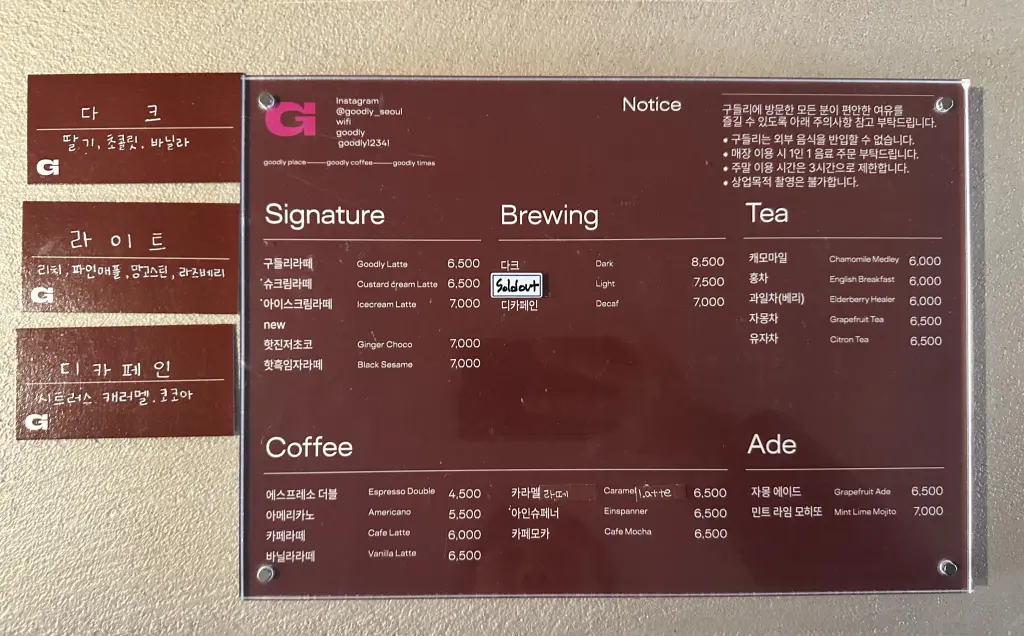 다 크
딸기, 초콜릿, 바닐라
G
라 이 트
리치, 파인애플, 망고스틴, 라즈베리
G
디 카 페 인
시트러스, 캐러멜, 코코아
G
G
Instagram
@goodly_seoul
wifi
goodly
goodly1234!
goodly place——goodly coffee——goodly times
Notice
구들리에 방문한 모든 분이 편안한 여유를
즐길 수 있도록 아래 주의사항 참고 부탁드립니다.
• 구들리는 외부 음식을 반입할 수 없습니다.
• 매장 이용 시 1인 1 음료 주문 부탁드립니다.
• 주말 이용 시간은 3시간으로 제한합니다.
• 상업목적 촬영은 불가합니다.
Signature
구들리라떼 Goodly Latte 6,500
*슈크림라떼 Custard cream Latte 6,500
*아이스크림라떼 Icecream Latte 7,000
new
핫진저초코 Ginger Choco 7,000
핫흑임자라떼 Black Sesame 7,000
Brewing
다크 Dark 8,500
Sold out Light 7,500
디카페인 Decaf 7,000
Tea
캐모마일 Chamomile Medley 6,000
홍차 English Breakfast 6,000
과일차(베리) Elderberry Healer 6,000
자몽차 Grapefruit Tea 6,500
유자차 Citron Tea 6,500
Coffee
에스프레소 더블 Espresso Double 4,500
아메리카노 Americano 5,500
카페라떼 Cafe Latte 6,000
바닐라라떼 Vanilla Latte 6,500
카라멜 라떼 Caramel Latte 6,500
*아인슈페너 Einspanner 6,500
카페모카 Cafe Mocha 6,500
Ade
자몽 에이드 Grapefruit Ade 6,500
민트 라임 모히또 Mint Lime Mojito 7,000